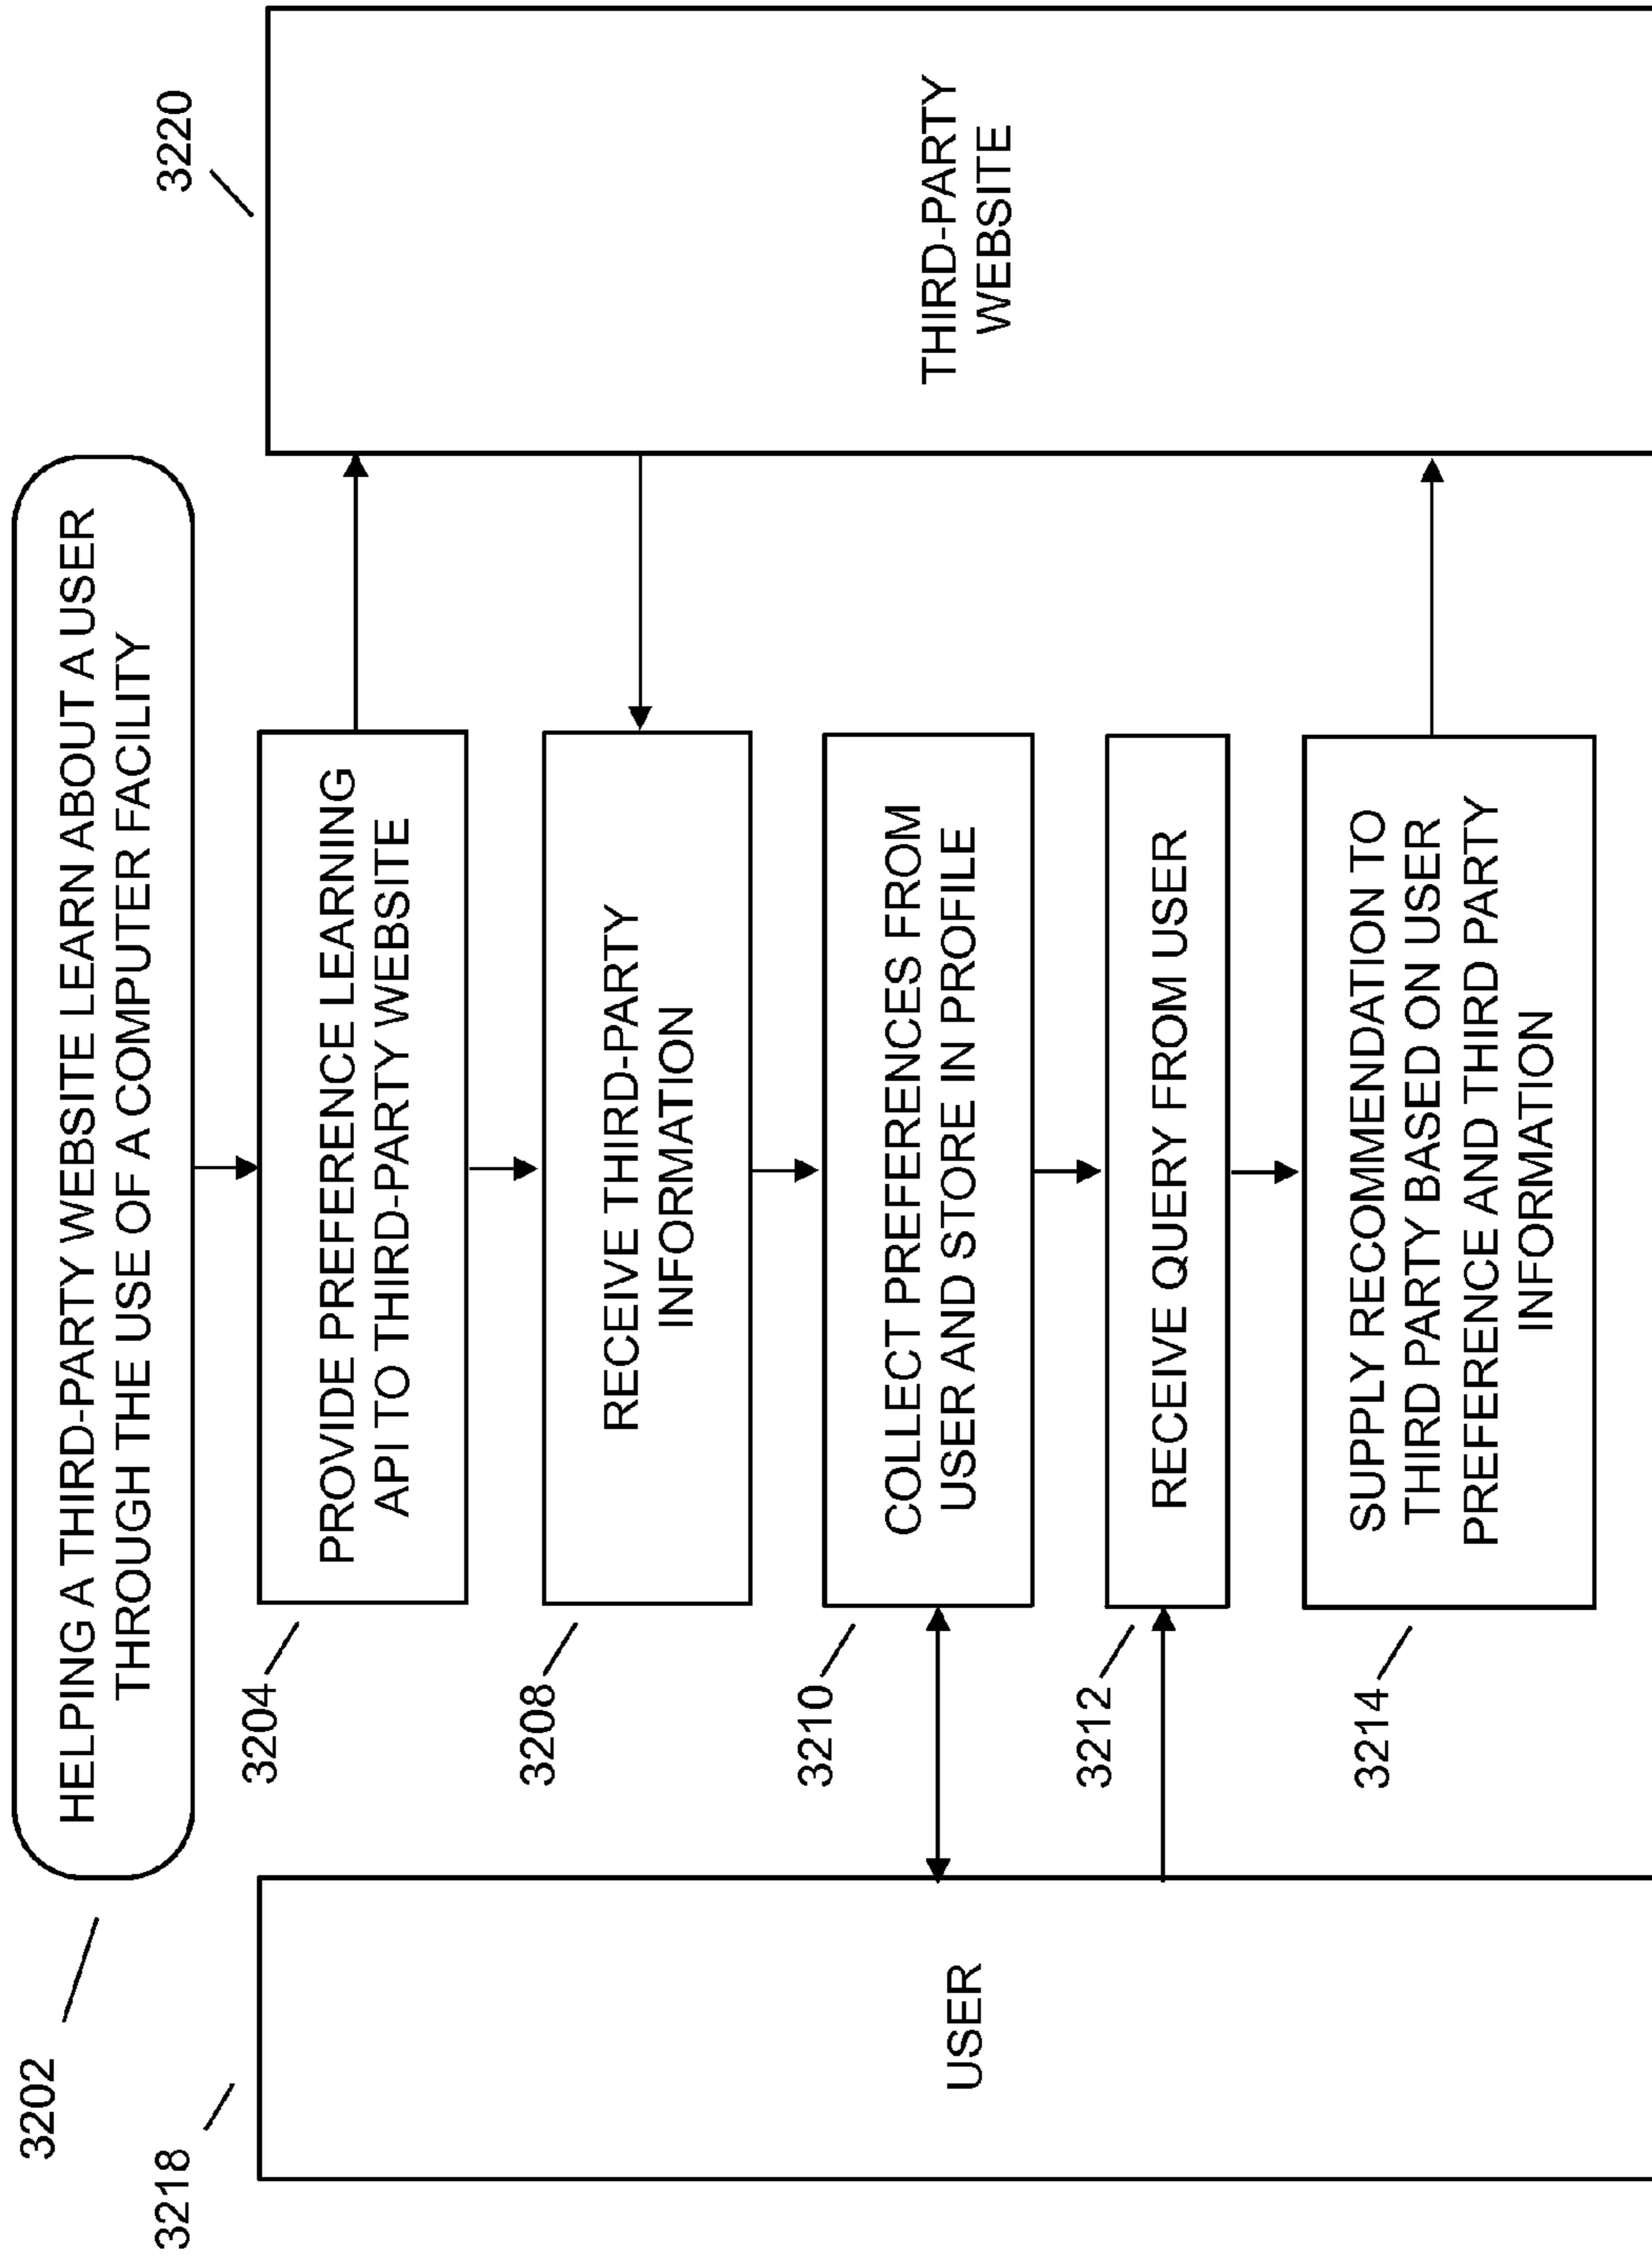 3202
HELPING A THIRD-PARTY WEBSITE LEARN ABOUT A USER
THROUGH THE USE OF A COMPUTER FACILITY
3218
USER
3204
PROVIDE PREFERENCE LEARNING
API TO THIRD-PARTY WEBSITE
3208
RECEIVE THIRD-PARTY
INFORMATION
3210
COLLECT PREFERENCES FROM
USER AND STORE IN PROFILE
3212
RECEIVE QUERY FROM USER
3214
SUPPLY RECOMMENDATION TO
THIRD PARTY BASED ON USER
PREFERENCE AND THIRD PARTY
INFORMATION
3220
THIRD-PARTY
WEBSITE